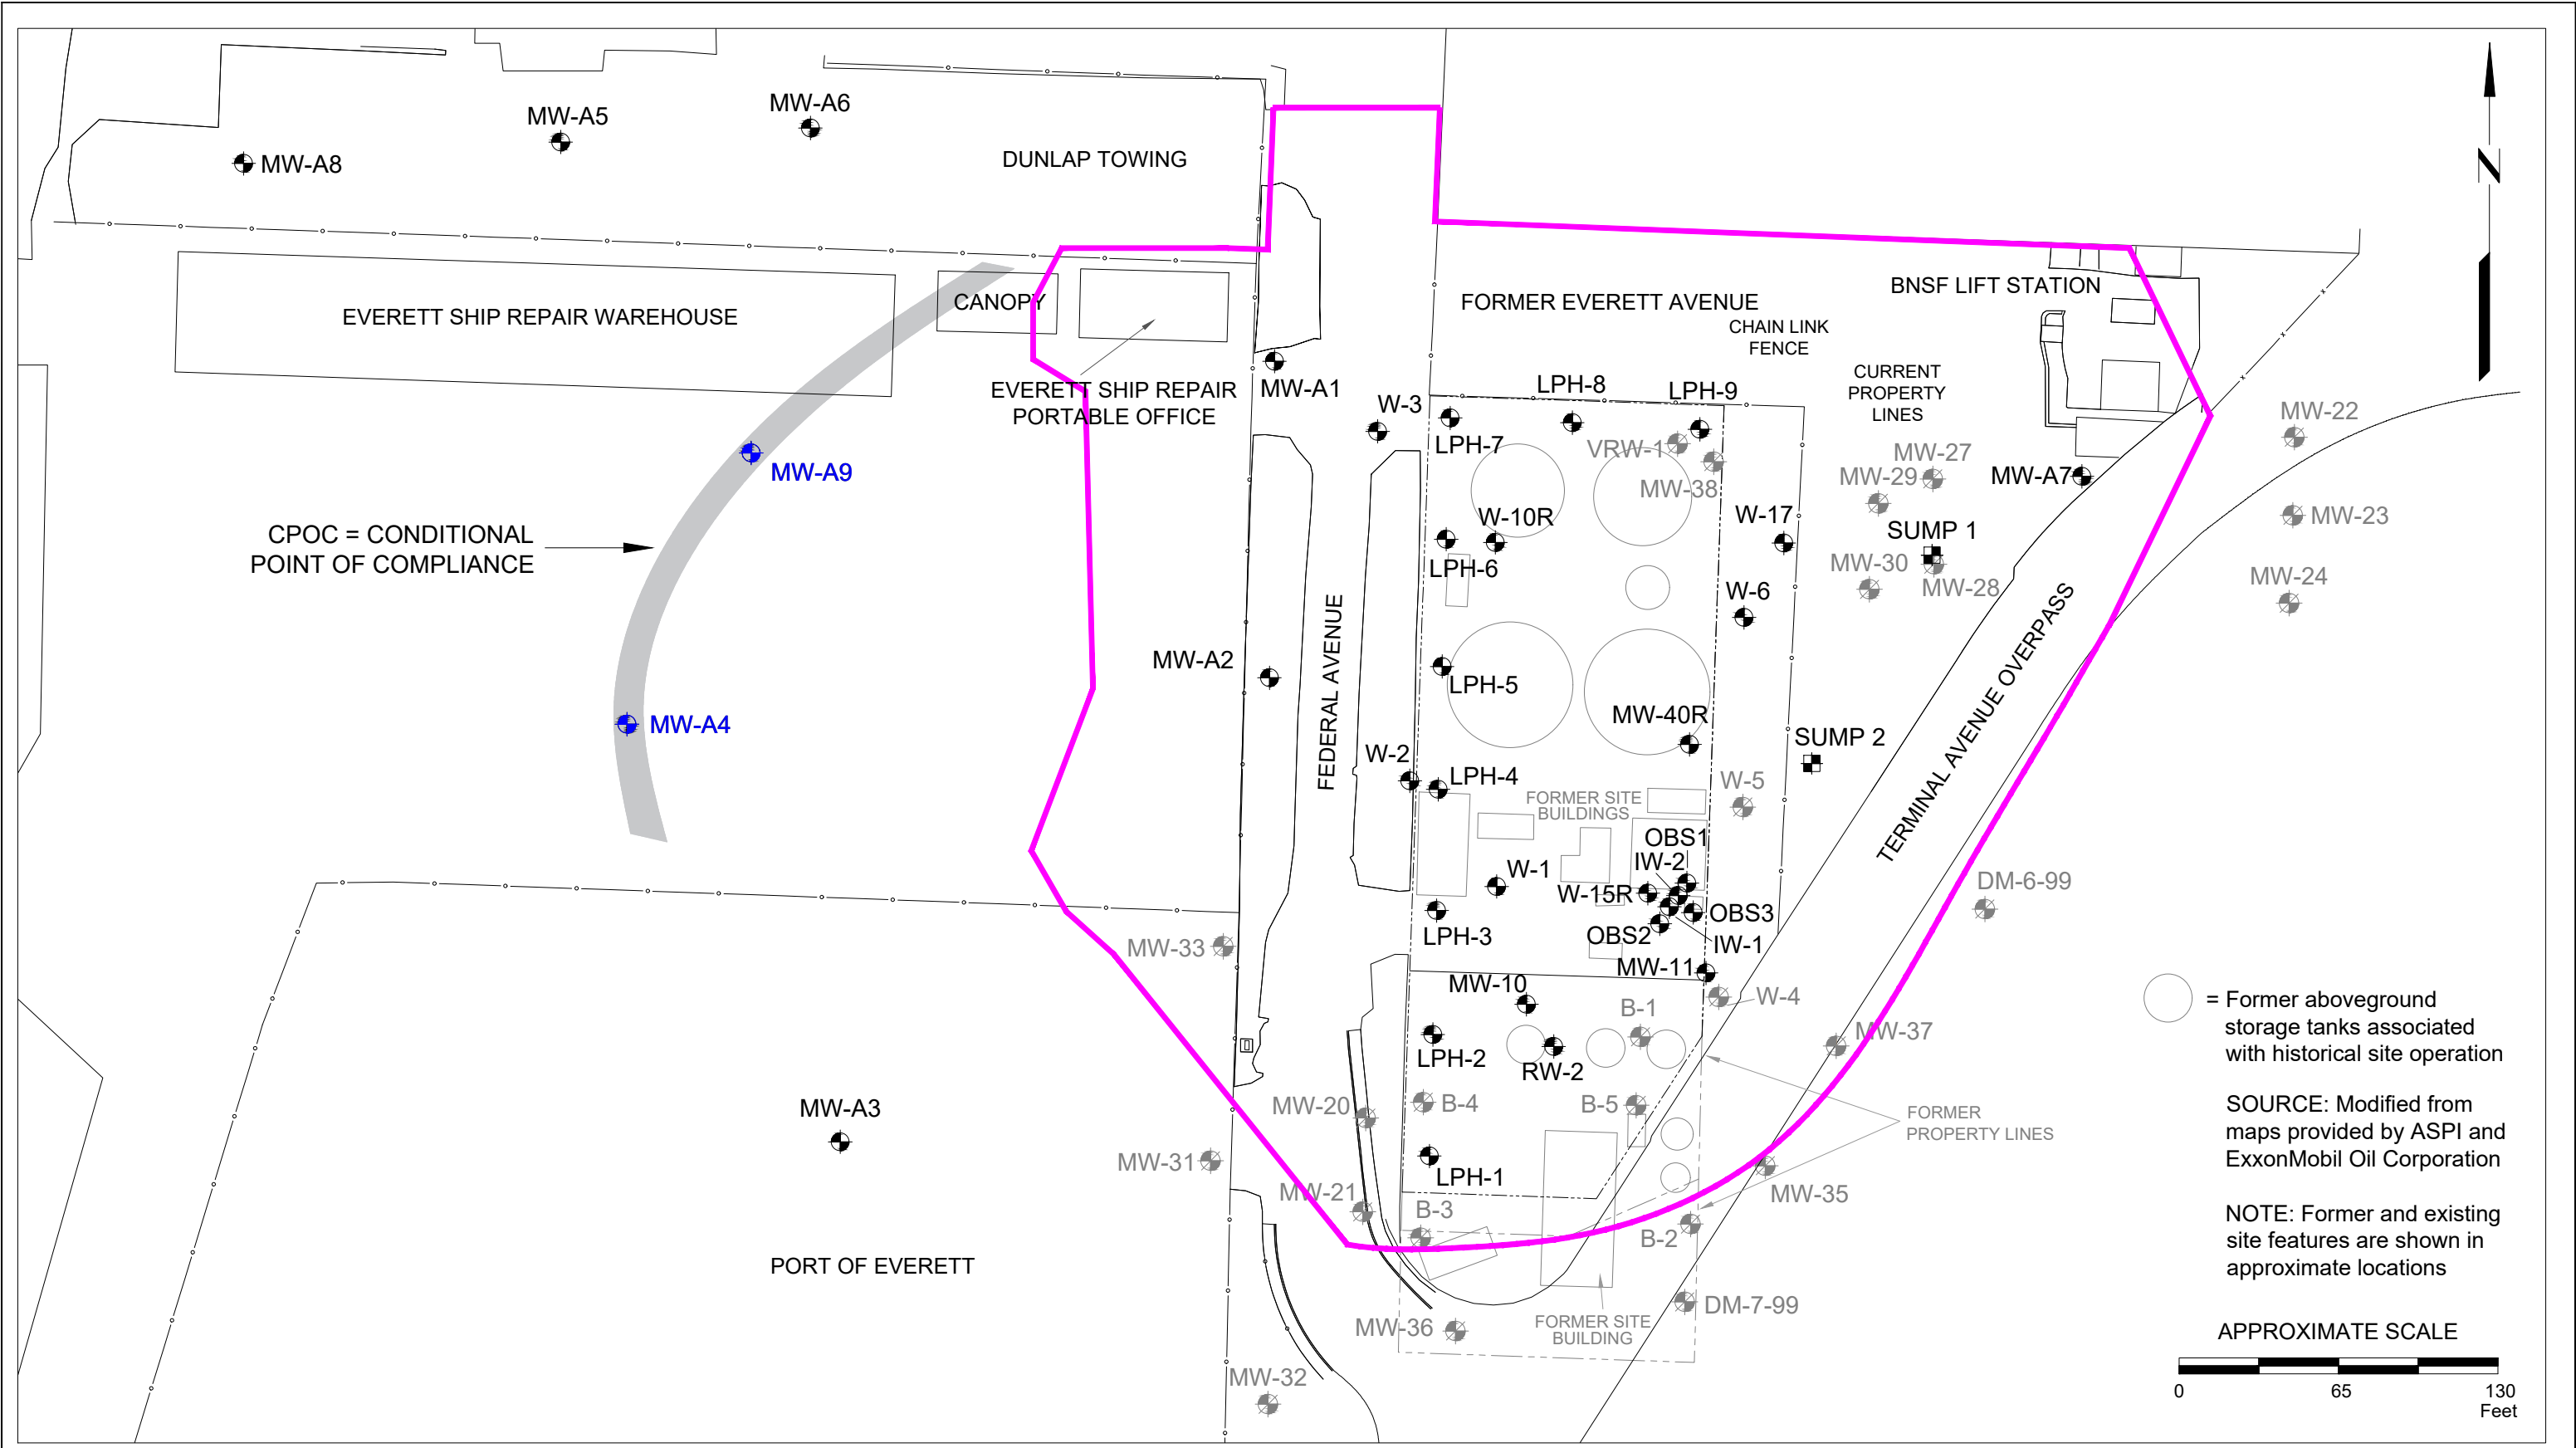 MW-A5
MW-A6
MW-A8
DUNLAP TOWING
N
EVERETT SHIP REPAIR WAREHOUSE
CANOPY
FORMER EVERETT AVENUE
BNSF LIFT STATION
CHAIN LINK
FENCE
EVERETT SHIP REPAIR
PORTABLE OFFICE
MW-A1
W-3
LPH-7
LPH-8
LPH-9
CURRENT
PROPERTY
LINES
VRW-1
MW-38
MW-29
MW-27
MW-A7
MW-22
MW-23
MW-24
MW-A9
CPOC = CONDITIONAL
POINT OF COMPLIANCE
W-10R
LPH-6
W-17
SUMP 1
MW-30
MW-28
W-6
MW-A4
MW-A2
FEDERAL AVENUE
LPH-5
MW-40R
TERMINAL AVENUE OVERPASS
SUMP 2
W-2
LPH-4
W-5
FORMER SITE
BUILDINGS
OBS1
IW-2
W-1
W-15R
OBS3
OBS2
IW-1
LPH-3
DM-6-99
MW-33
MW-11
MW-10
W-4
B-1
LPH-2
RW-2
MW-37
MW-A3
MW-20
B-4
B-5
FORMER
PROPERTY LINES
MW-31
LPH-1
MW-21
B-3
MW-35
B-2
PORT OF EVERETT
DM-7-99
MW-36
FORMER SITE
BUILDING
MW-32
= Former aboveground
storage tanks associated
with historical site operation
SOURCE: Modified from
maps provided by ASPI and
ExxonMobil Oil Corporation
NOTE: Former and existing
site features are shown in
approximate locations
APPROXIMATE SCALE
0 65 130
Feet